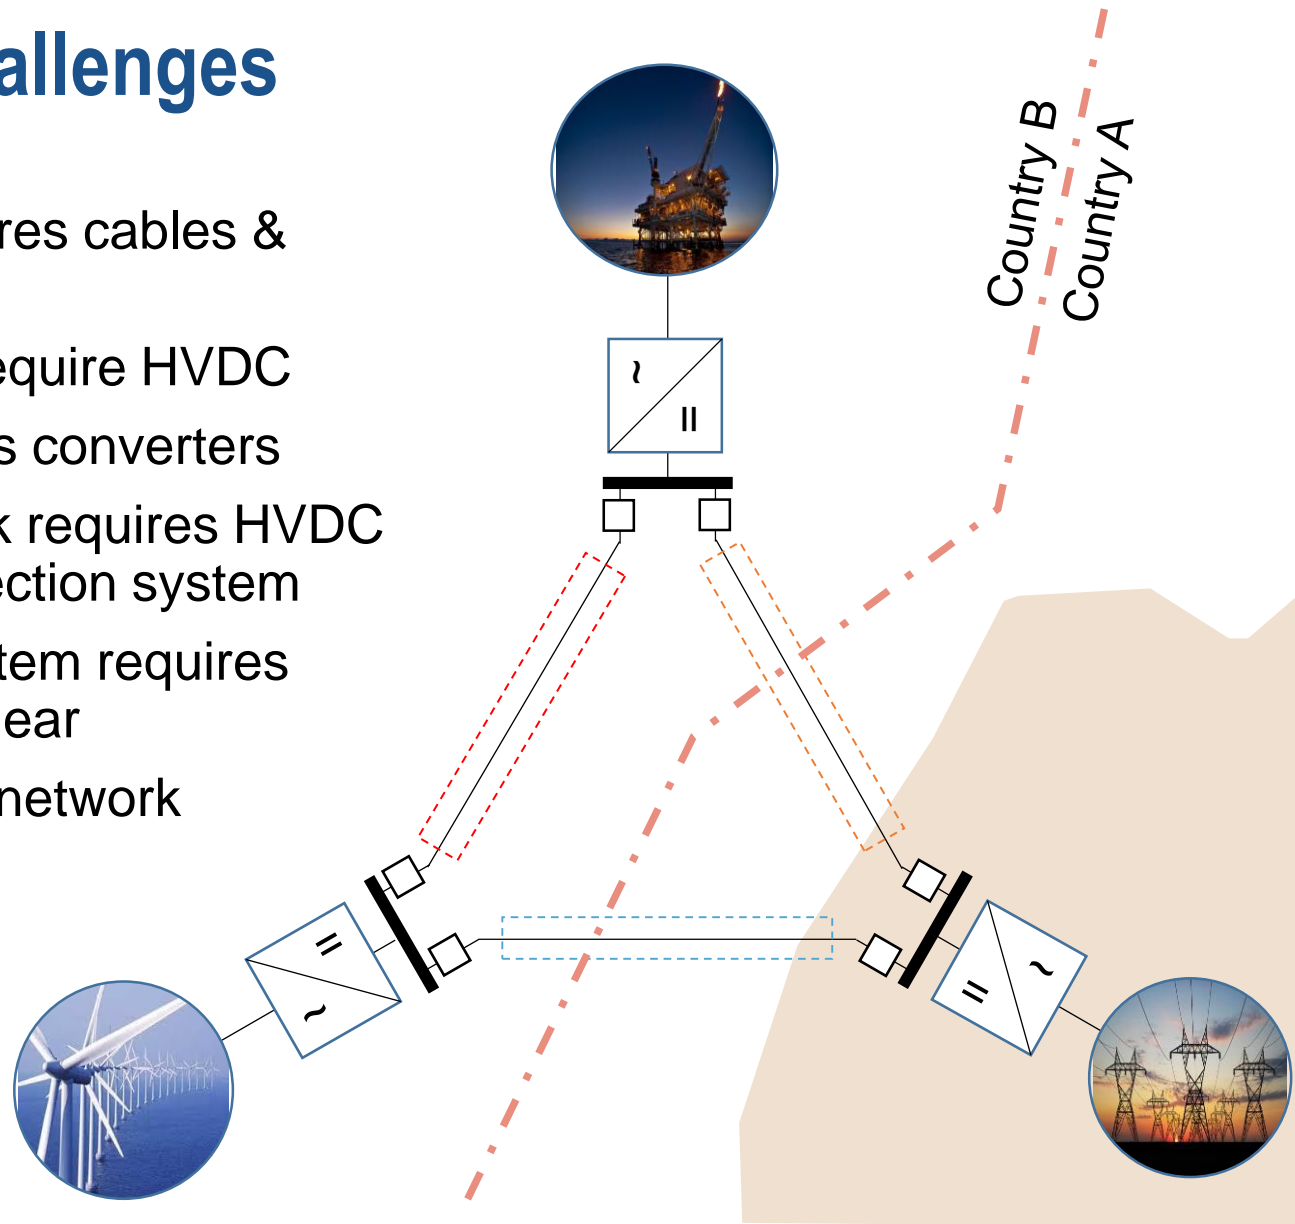 allenges
res cables &
equire HVDC
s converters
k requires HVDC
ection system
tem requires
ear
network
Country B
Country A
~
=
=
~
=
~